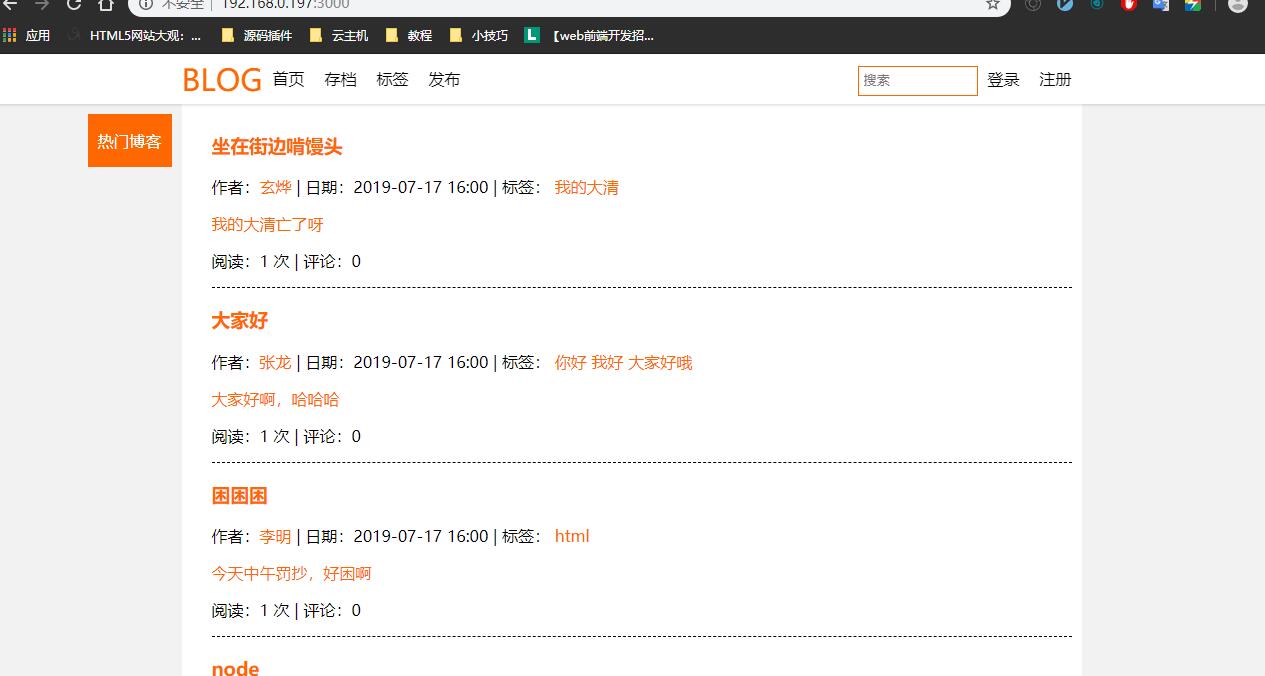 不安全 | 192.168.0.197:3000
应用 HTML5网站大观：... 源码插件 云主机 教程 小技巧 L 【web前端开发招...
BLOG 首页 存档 标签 发布 搜索 登录 注册
热门博客
坐在街边啃馒头
作者：玄烨 | 日期：2019-07-17 16:00 | 标签： 我的大清
我的大清亡了呀
阅读：1 次 | 评论：0
大家好
作者：张龙 | 日期：2019-07-17 16:00 | 标签： 你好 我好 大家好哦
大家好啊，哈哈哈
阅读：1 次 | 评论：0
困困困
作者：李明 | 日期：2019-07-17 16:00 | 标签： html
今天中午罚抄，好困啊
阅读：1 次 | 评论：0
node